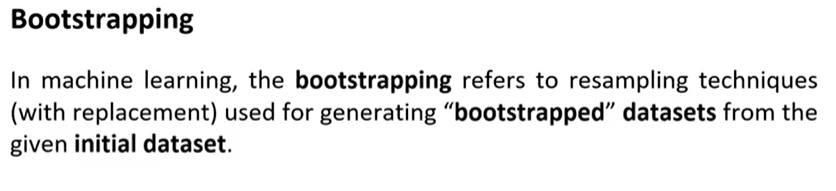 Bootstrapping
In machine learning, the bootstrapping refers to resampling techniques
(with replacement) used for generating “bootstrapped” datasets from the
given initial dataset.